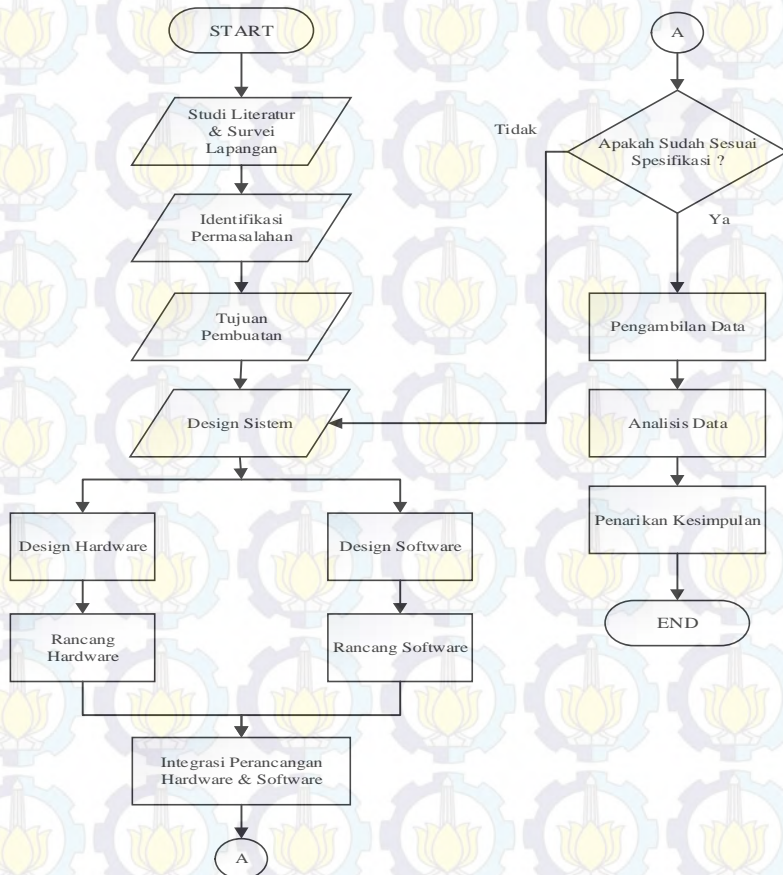 START
Studi Literatur
& Survei
Lapangan
Identifikasi
Permasalahan
Tujuan
Pembuatan
Design Sistem
Design Hardware
Design Software
Rancang
Hardware
Rancang Software
Integrasi Perancangan
Hardware & Software
A
A
Apakah Sudah Sesuai
Spesifikasi ?
Tidak
Ya
Pengambilan Data
Analisis Data
Penarikan Kesimpulan
END